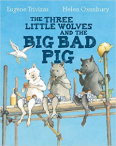 Eugene Trivizas Helen Oxenbury
THE THREE
LITTLE WOLVES
AND THE
BIG BAD
PIG